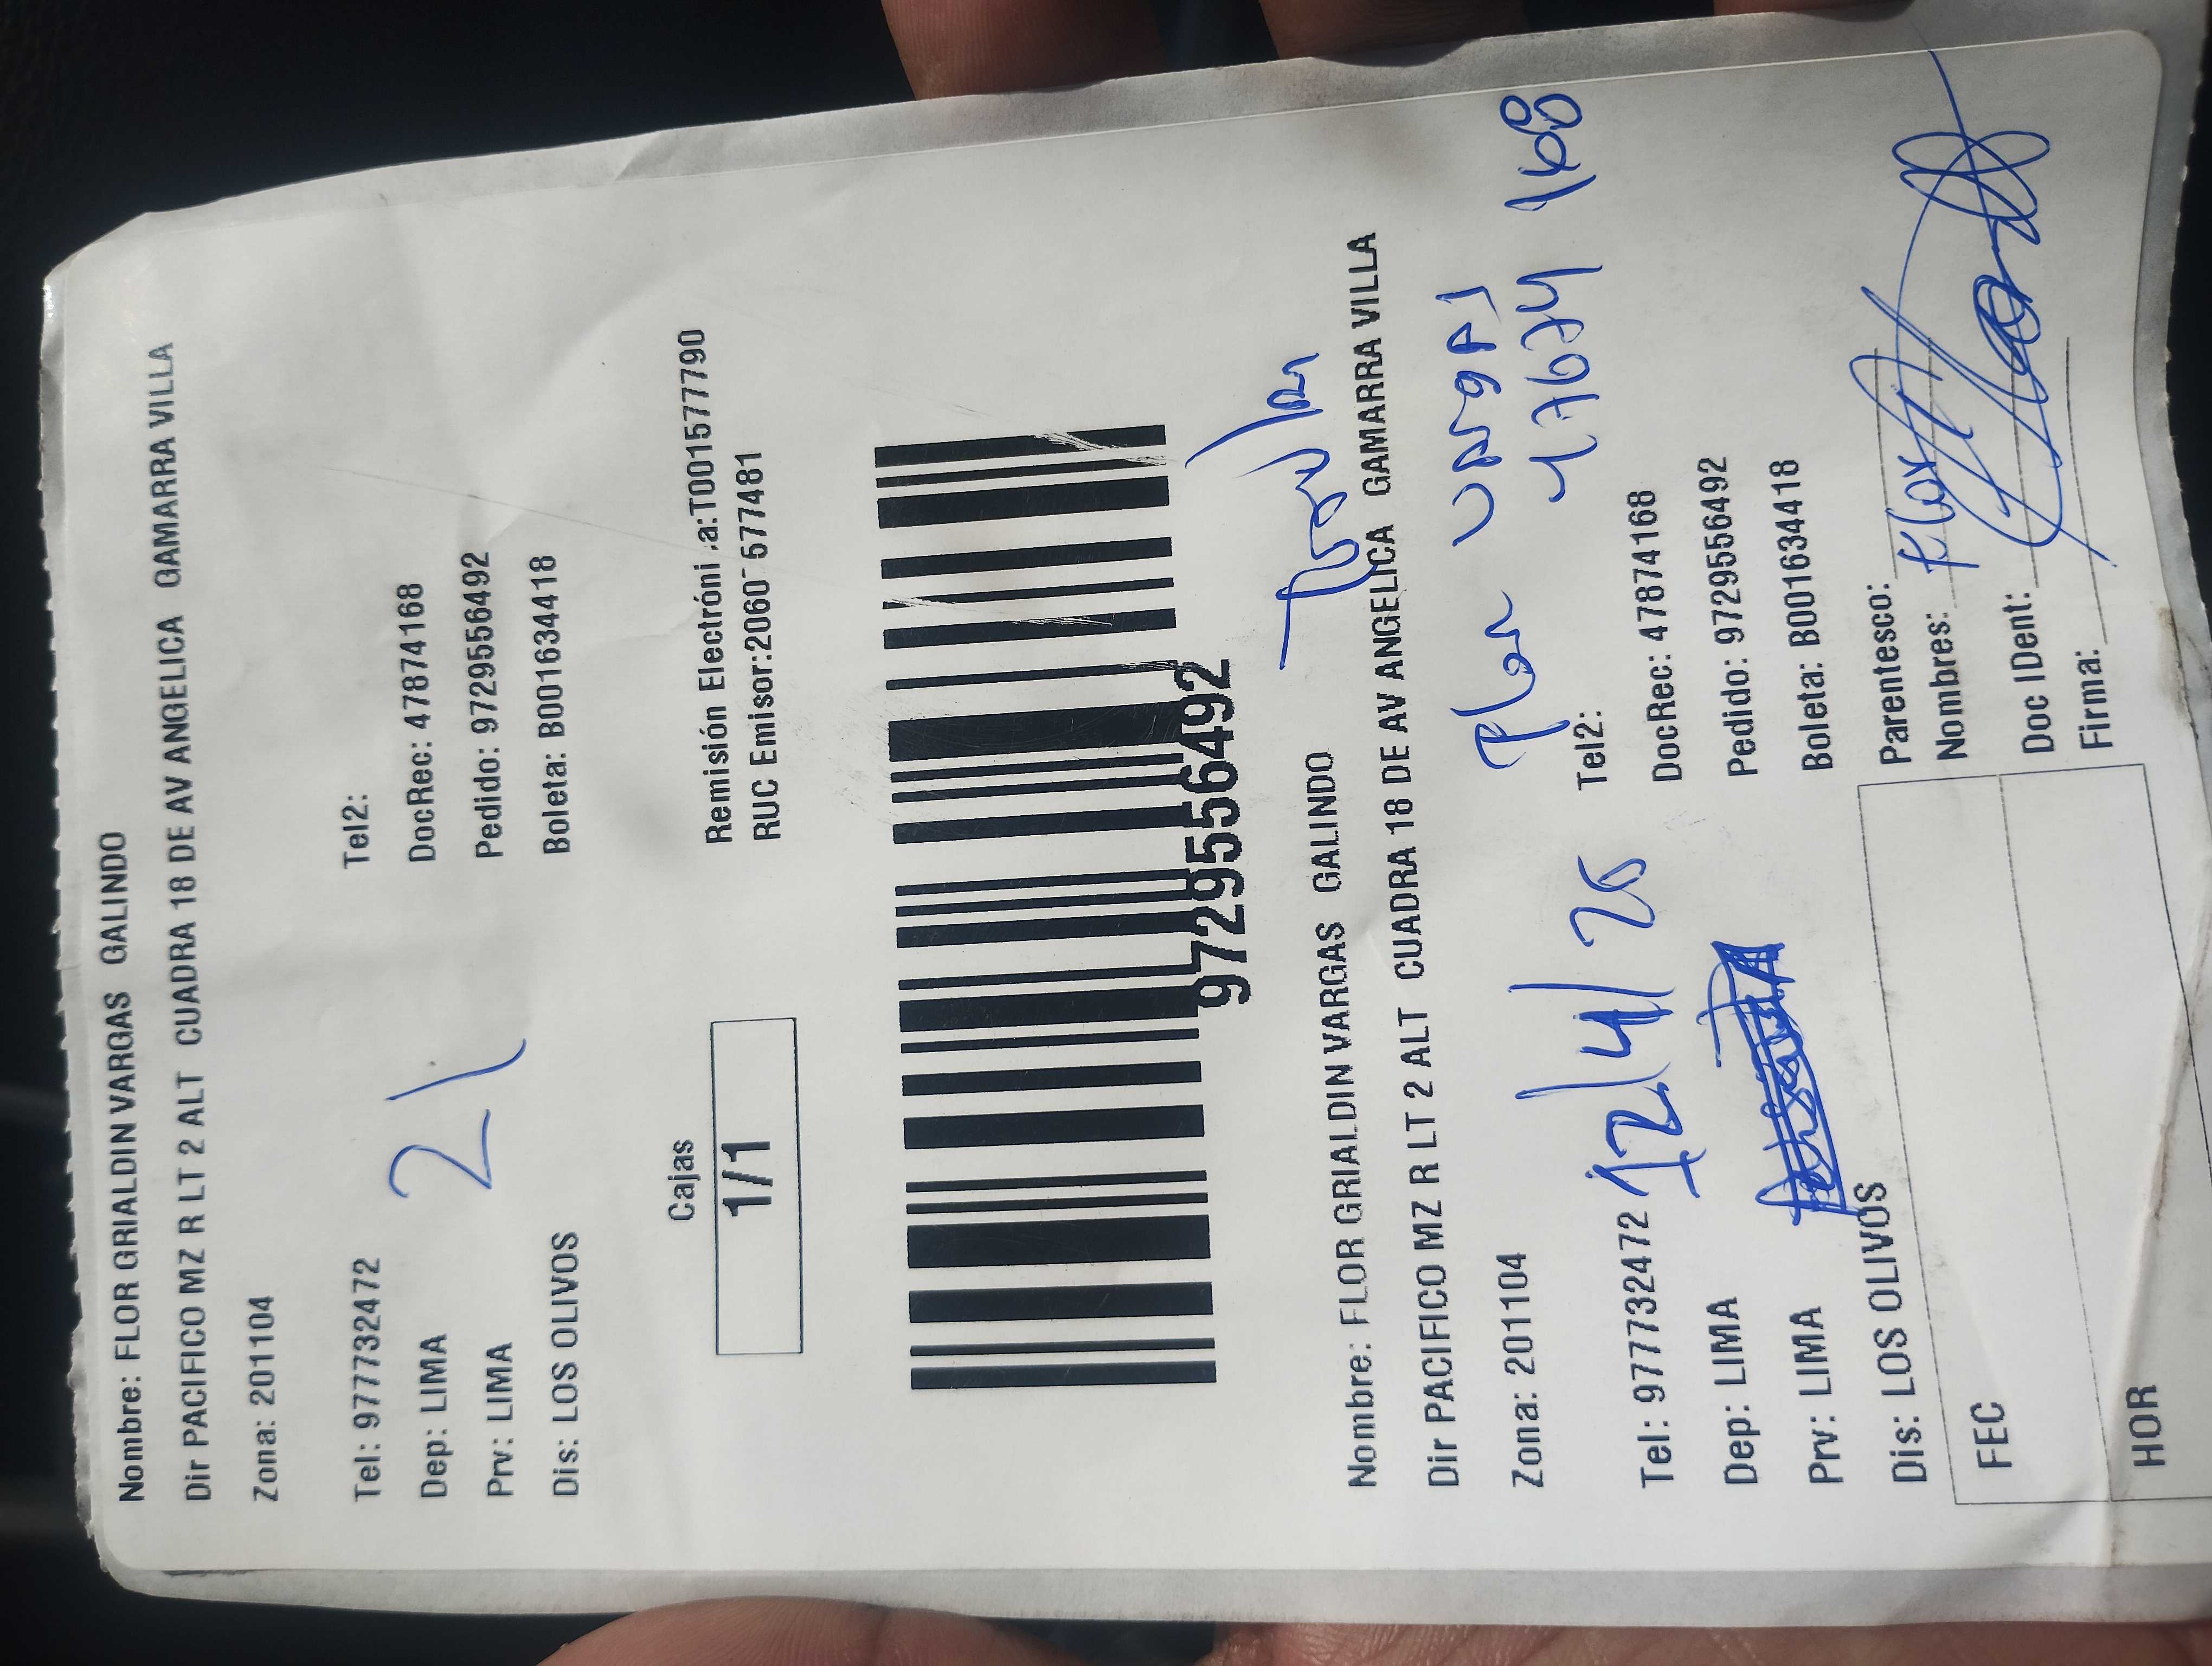 Nombre: FLOR GRIALDIN VARGAS GALINDO
Dir PACIFICO MZ R LT 2 ALT CUADRA 18 DE AV ANGELICA GAMARRA VILLA
Zona: 201104
Tel: 977732472 Tel2:
Dep: LIMA DocRec: 47874168
Prv: LIMA Pedido: 9729556492
Dis: LOS OLIVOS Boleta: B001634418
21
Cajas
1/1
Remisión Electróni a:T001577790
RUC Emisor:2060 577481
9729556492
Nombre: FLOR GRIALDIN VARGAS GALINDO
Dir PACIFICO MZ R LT 2 ALT CUADRA 18 DE AV ANGELICA GAMARRA VILLA
Zona: 201104
Flor Vargas
Tel: 977732472 12/4/25 Tel2:
Dep: LIMA DocRec: 47874168
Prv: LIMA Pedido: 9729556492
Dis: LOS OLIVOS Boleta: B001634418
FEC
HOR
Parentesco:
Nombres: Flor
Doc IDent:
Firma: